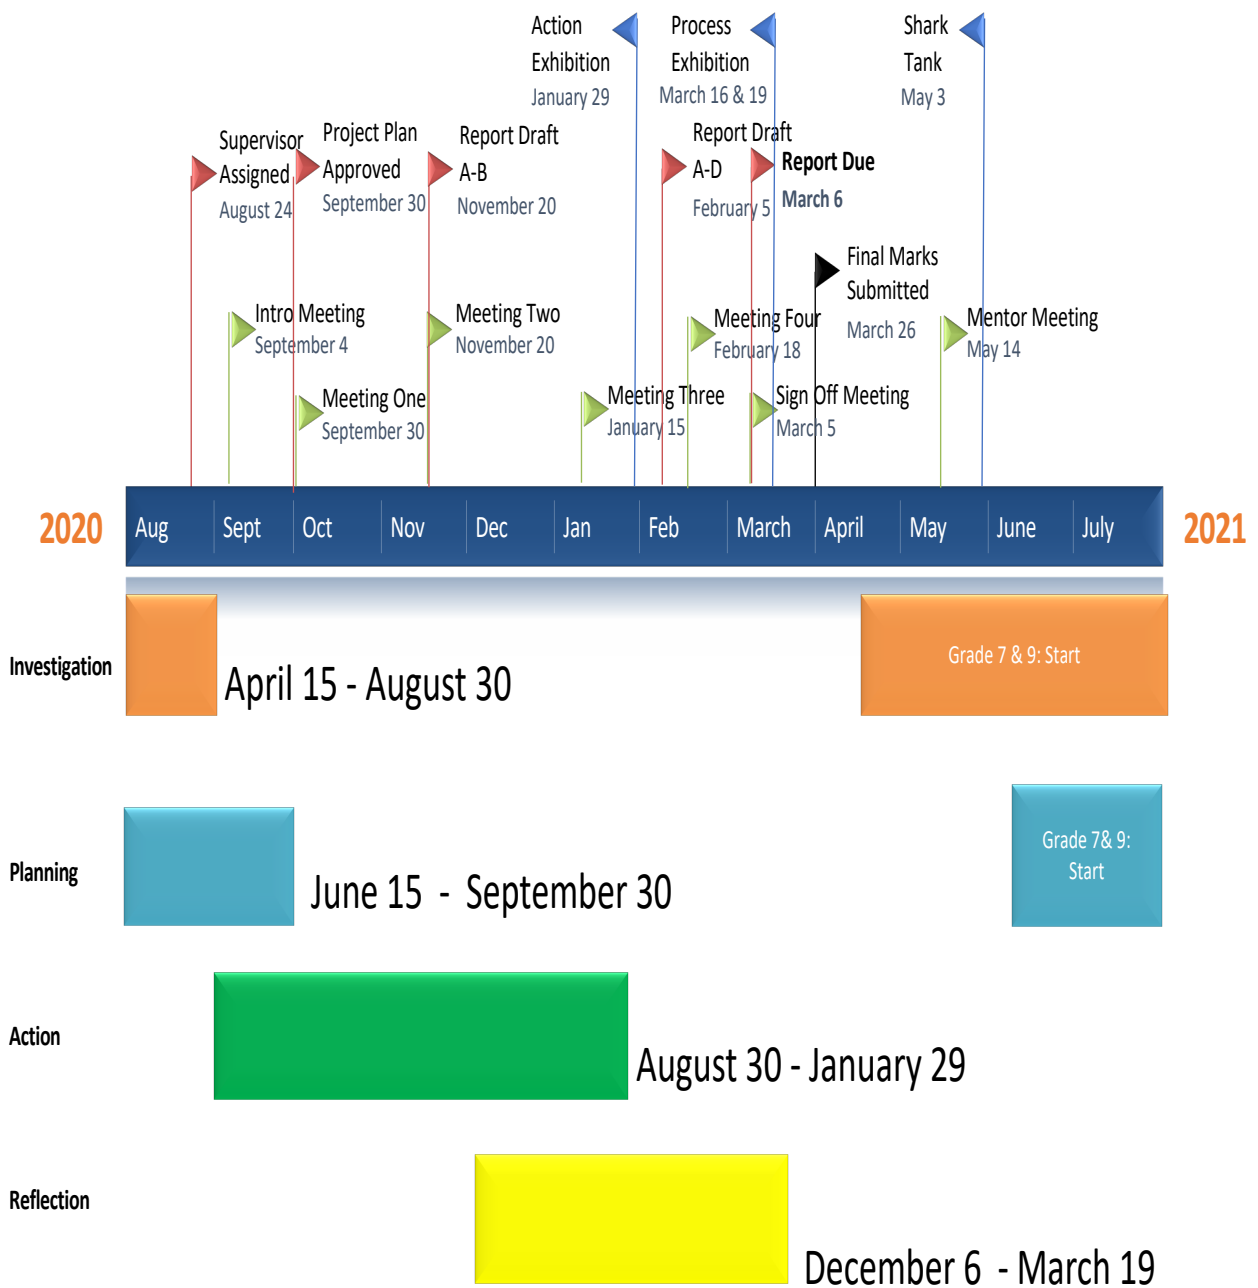 Action
Exhibition
January 29
Process
Exhibition
March 16 & 19
Shark
Tank
May 3
Supervisor
Assigned
August 24
Project Plan
Approved
September 30
Report Draft
A-B
November 20
Report Draft
A-D
February 5
Report Due
March 6
Final Marks
Submitted
March 26
Intro Meeting
September 4
Meeting Two
November 20
Meeting Four
February 18
Mentor Meeting
May 14
Meeting One
September 30
Meeting Three
January 15
Sign Off Meeting
March 5
2020
Aug
Sept
Oct
Nov
Dec
Jan
Feb
March
April
May
June
July
2021
Investigation
April 15 - August 30
Grade 7 & 9: Start
Planning
June 15 - September 30
Grade 7& 9:
Start
Action
August 30 - January 29
Reflection
December 6 - March 19